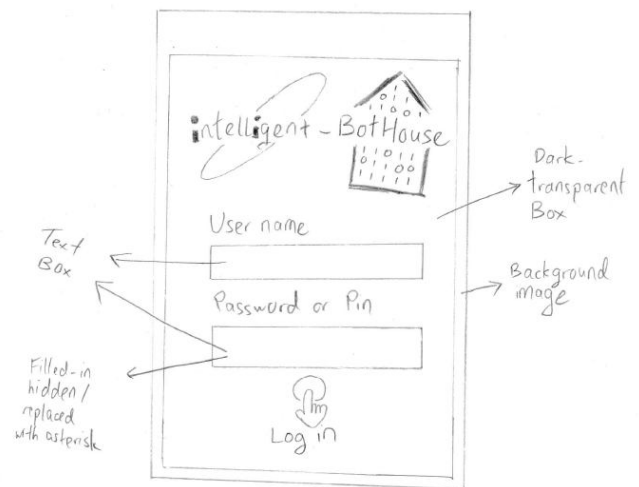 intelligent - BotHouse
User name
Password or Pin
Log in
Text
Box
Filled-in
hidden /
replaced
with asterisk
Dark-
transparent
Box
Background
image